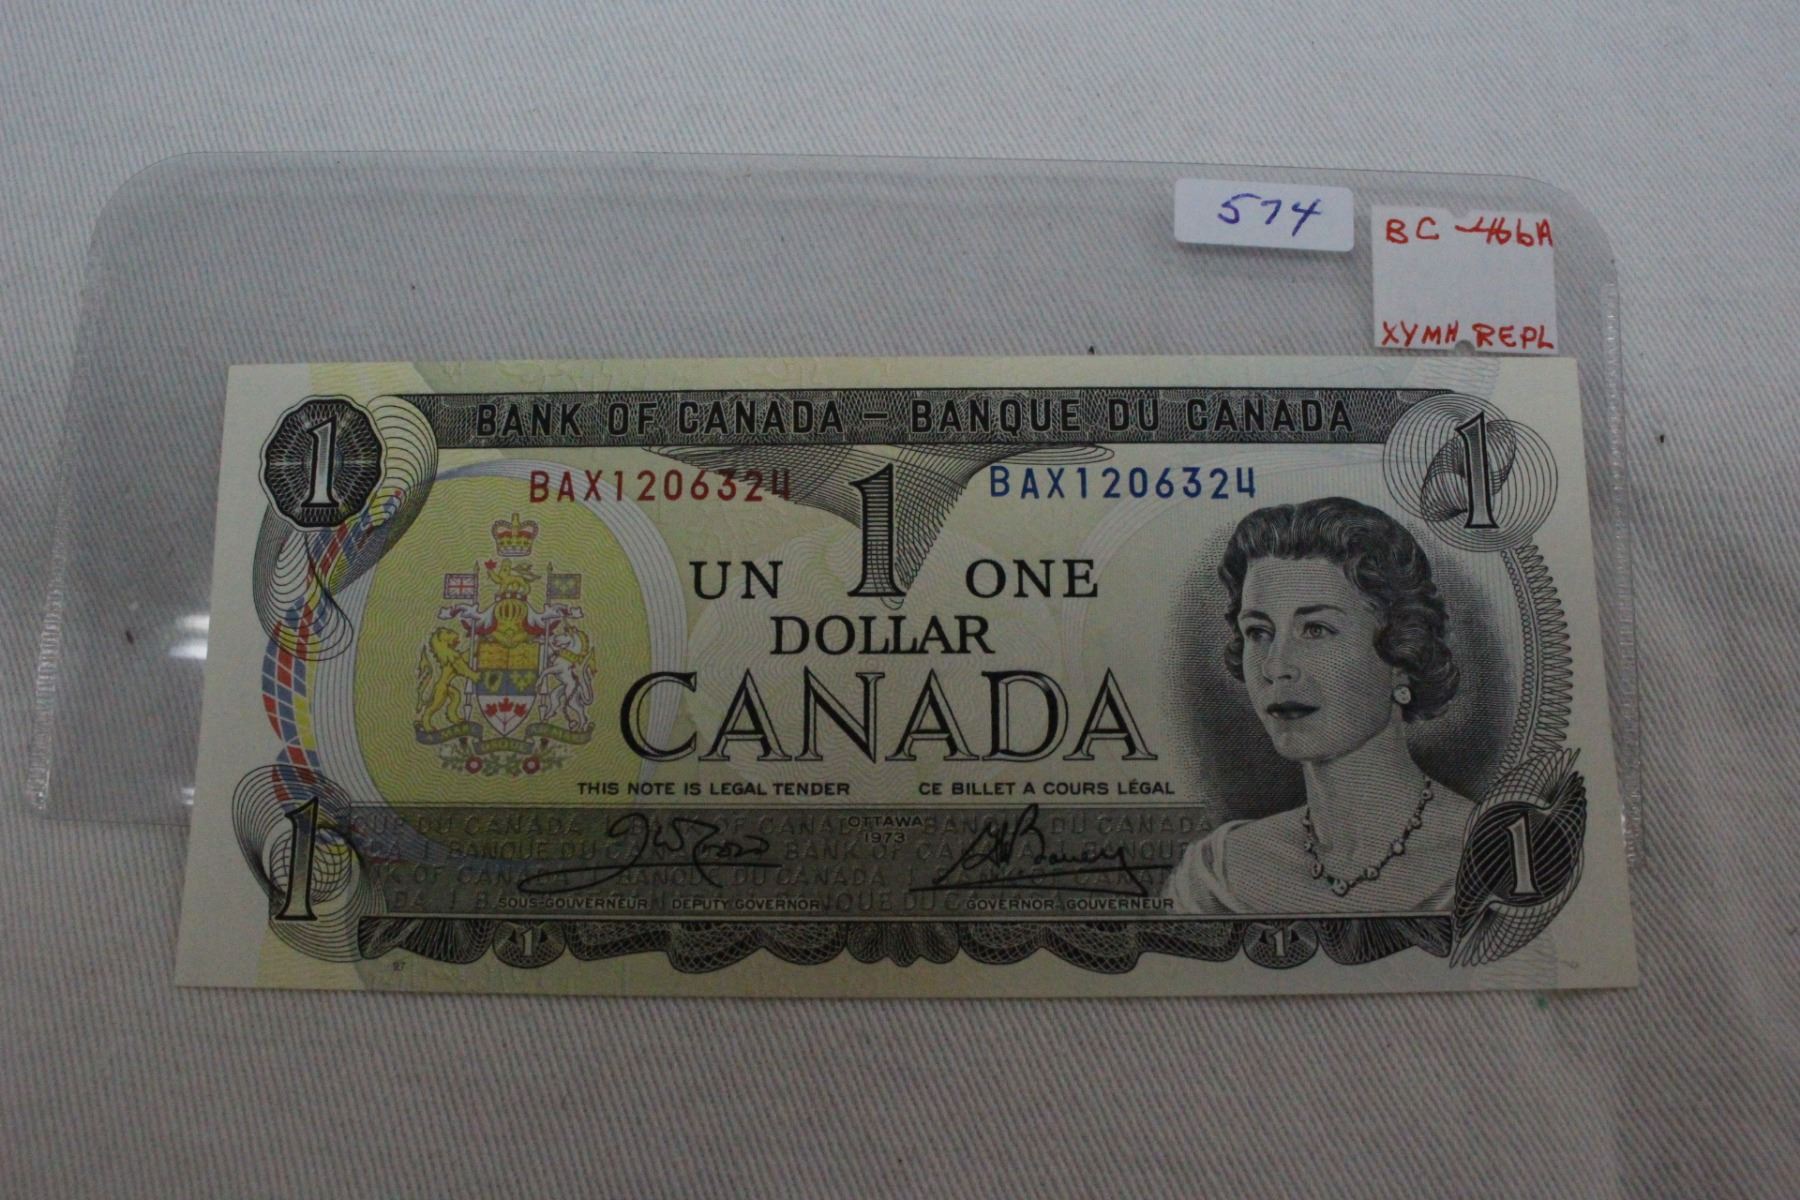 574
BC-46bA
XYMH REPL
1 BANK OF CANADA – BANQUE DU CANADA 1
BAX1206324 BAX1206324
UN 1 ONE
DOLLAR
CANADA
THIS NOTE IS LEGAL TENDER CE BILLET A COURS LÉGAL
OTTAWA
1973
SOUS-GOUVERNEUR DEPUTY GOVERNOR GOVERNOR-GOUVERNEUR
1 1
1 1